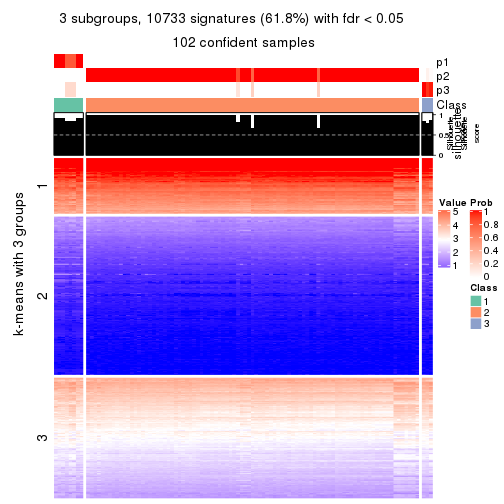 3 subgroups, 10733 signatures (61.8%) with fdr < 0.05
102 confident samples
p1
p2
p3
Class
1
0.5
0
silhouette
score
k-means with 3 groups
1
2
3
Value
5
4
3
2
1
Prob
1
0.8
0.6
0.4
0.2
0
Class
1
2
3